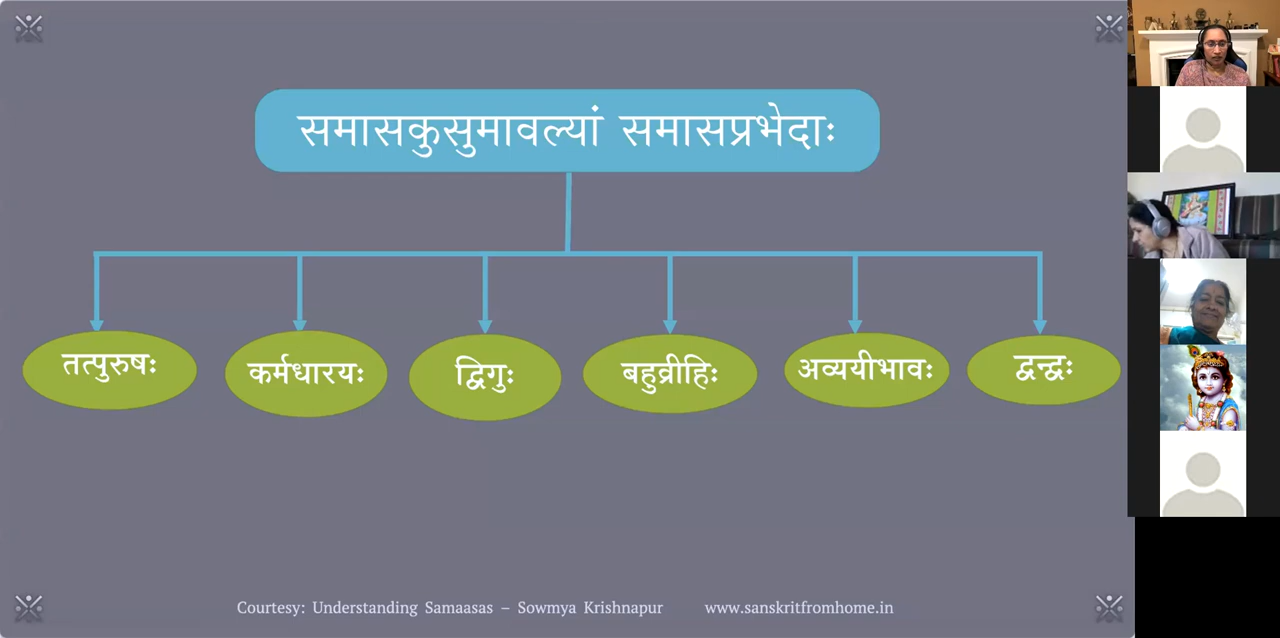 समासकुसुमावल्यां समासप्रभेदाः
तत्पुरुषः
कर्मधारयः
द्विगुः
बहुव्रीहिः
अव्ययीभावः
द्वन्द्वः
Courtesy: Understanding Samaasas – Sowmya Krishnapur www.sanskritfromhome.in